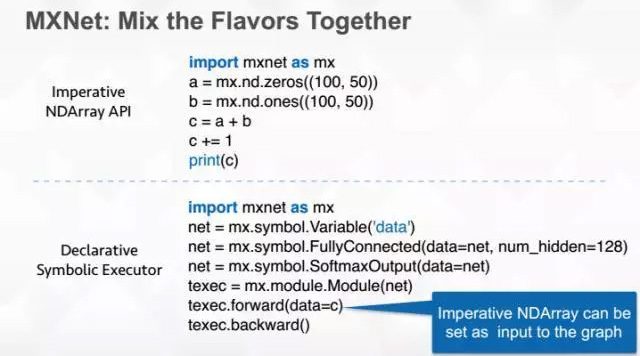 MXNet: Mix the Flavors Together
Imperative
NDArray API
import mxnet as mx
a = mx.nd.zeros((100, 50))
b = mx.nd.ones((100, 50))
c = a + b
c += 1
print(c)
Declarative
Symbolic Executor
import mxnet as mx
net = mx.symbol.Variable('data')
net = mx.symbol.FullyConnected(data=net, num_hidden=128)
net = mx.symbol.SoftmaxOutput(data=net)
texec = mx.module.Module(net)
texec.forward(data=c)
texec.backward()
Imperative NDArray can be
set as input to the graph